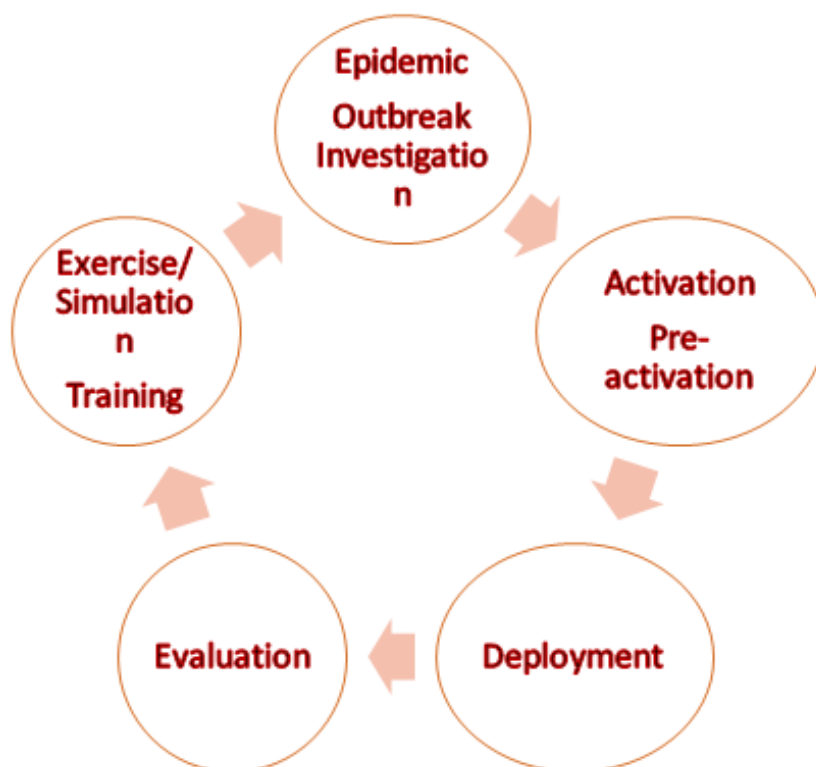 Epidemic
Outbreak
Investigatio
n
Activation
Pre-
activation
Deployment
Evaluation
Exercise/
Simulatio
n
Training